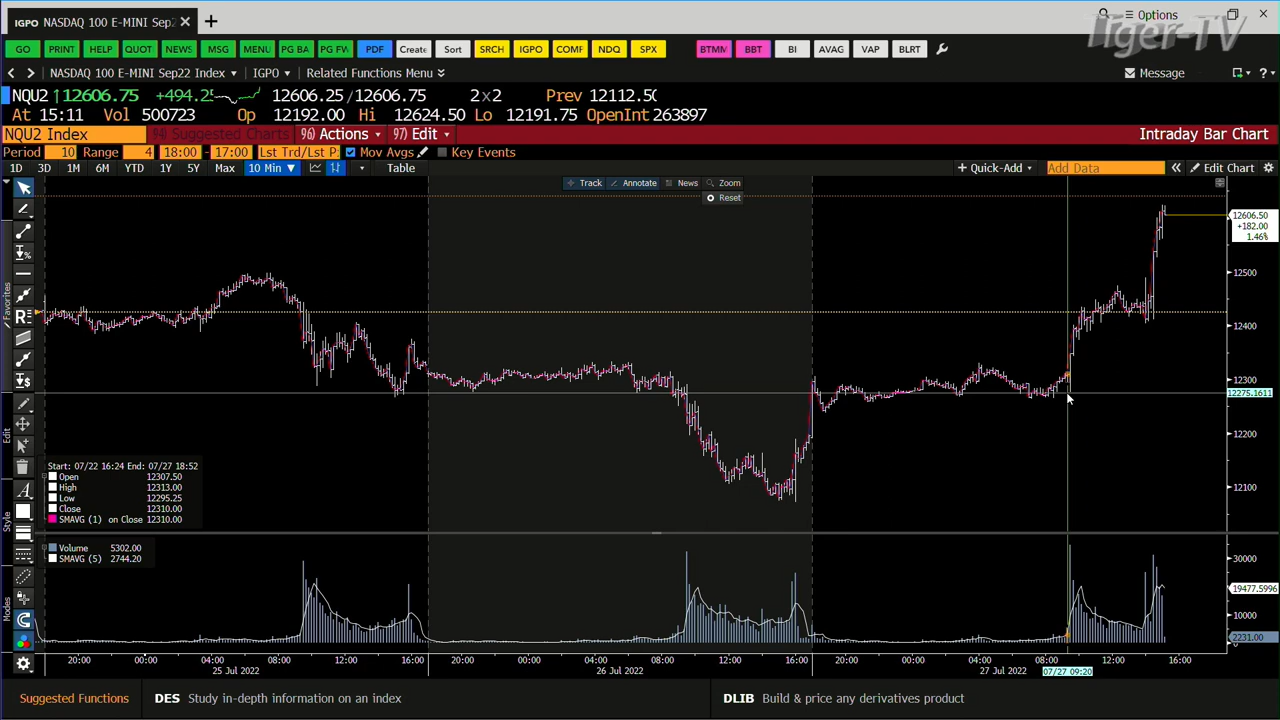 IGPO NASDAQ 100 E-MINI Sep2
Options
Tiger-TV
GO PRINT HELP QUOT NEWS MSG MENU PG BA PG FV PDF Create Sort SRCH IGPO COMF NDQ SPX BTMM BBT BI AVAG VAP BLRT
NASDAQ 100 E-MINI Sep22 Index IGPO Related Functions Menu Message
NQU2 ↑12606.75 +494.25 12606.25/12606.75 2x2 Prev 12112.50
At 15:11 Vol 500723 Op 12192.00 Hi 12624.50 Lo 12191.75 OpenInt 263897
NQU2 Index 94) Suggested Charts 96) Actions 97) Edit Intraday Bar Chart
Period 10 Range 4 18:00 - 17:00 Lst Trd/Lst P Mov Avgs Key Events
1D 3D 1M 6M YTD 1Y 5Y Max 10 Min ▼ Table + Quick-Add Add Data « Edit Chart
Track Annotate News Zoom
Reset
12606.50
+182.00
1.46%
12500
12400
12300
12275.1611
12200
12100
Favorites
Edit
Style
Modes
Start: 07/22 16:24 End: 07/27 18:52
Open 12307.50
High 12313.00
Low 12295.25
Close 12310.00
SMAVG (1) on Close 12310.00
Volume 5302.00
SMAVG (5) 2744.20
30000
19477.5996
10000
2231.00
0
20:00 00:00 04:00 08:00 12:00 16:00 20:00 00:00 04:00 08:00 12:00 16:00 20:00 00:00 04:00 08:00 12:00 16:00
25 Jul 2022 26 Jul 2022 27 Jul 2022 07/27 09:20
Suggested Functions DES Study in-depth information on an index DLIB Build & price any derivatives product